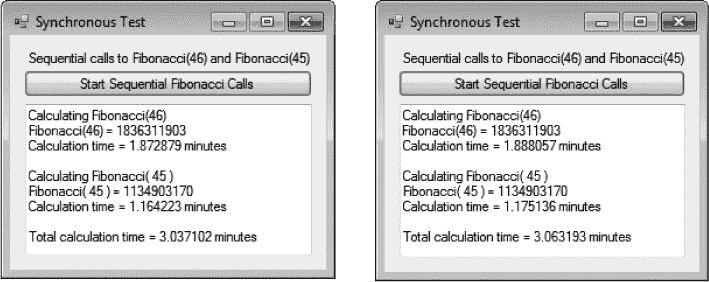 Synchronous Test
Sequential calls to Fibonacci(46) and Fibonacci(45)
Start Sequential Fibonacci Calls
Calculating Fibonacci(46)
Fibonacci(46) = 1836311903
Calculation time = 1.872879 minutes
Calculating Fibonacci( 45 )
Fibonacci( 45 ) = 1134903170
Calculation time = 1.164223 minutes
Total calculation time = 3.037102 minutes
Synchronous Test
Sequential calls to Fibonacci(46) and Fibonacci(45)
Start Sequential Fibonacci Calls
Calculating Fibonacci(46)
Fibonacci(46) = 1836311903
Calculation time = 1.888057 minutes
Calculating Fibonacci( 45 )
Fibonacci( 45 ) = 1134903170
Calculation time = 1.175136 minutes
Total calculation time = 3.063193 minutes